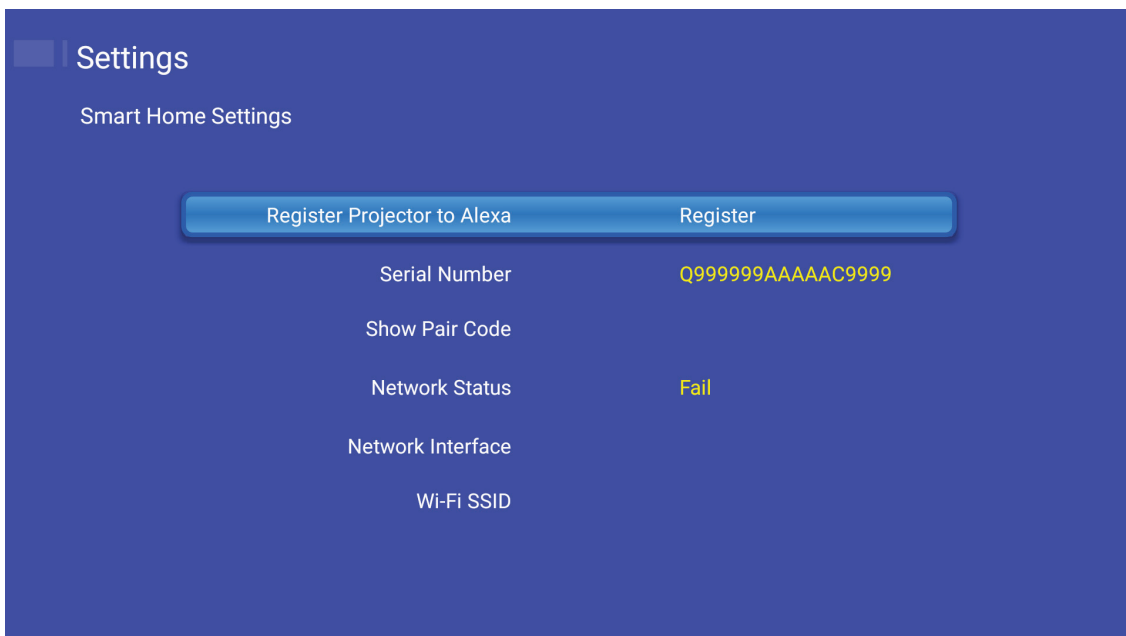 Settings
Smart Home Settings
Register Projector to Alexa Register
Serial Number Q999999AAAAAC9999
Show Pair Code
Network Status Fail
Network Interface
Wi-Fi SSID